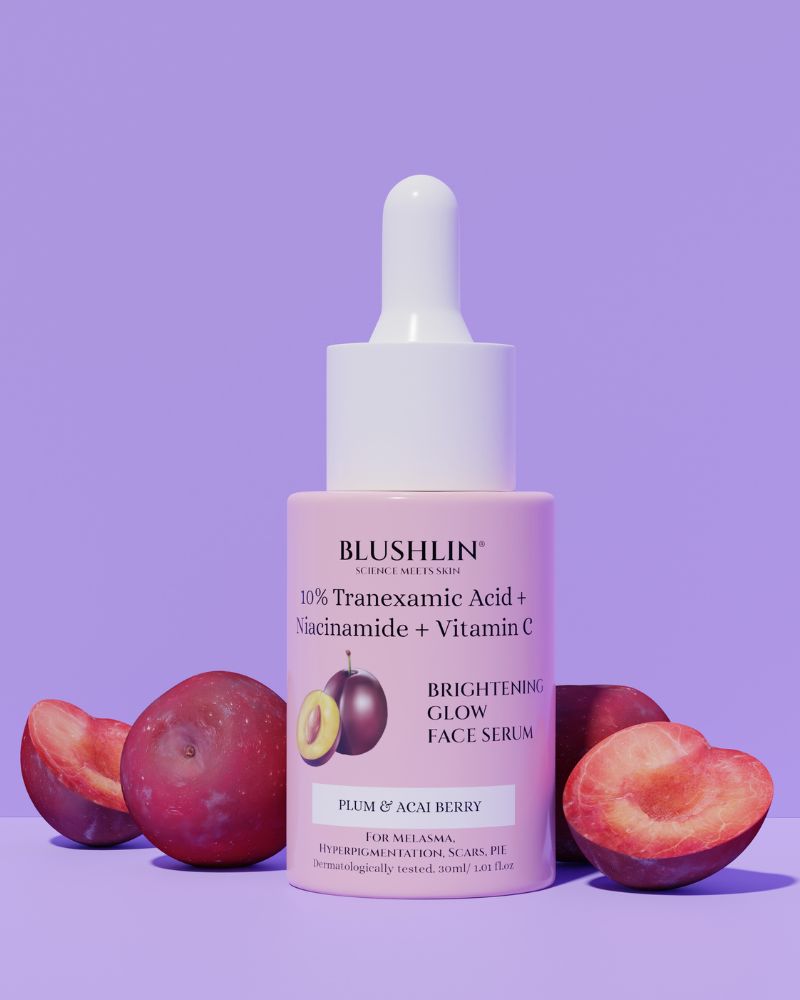 BLUSHLIN®
SCIENCE MEETS SKIN
10% Tranexamic Acid +
Niacinamide + Vitamin C
BRIGHTENING
GLOW
FACE SERUM
PLUM & ACAI BERRY
FOR MELASMA,
HYPERPIGMENTATION, SCARS, PIE
Dermatologically tested. 30ml/ 1.01 fl.oz